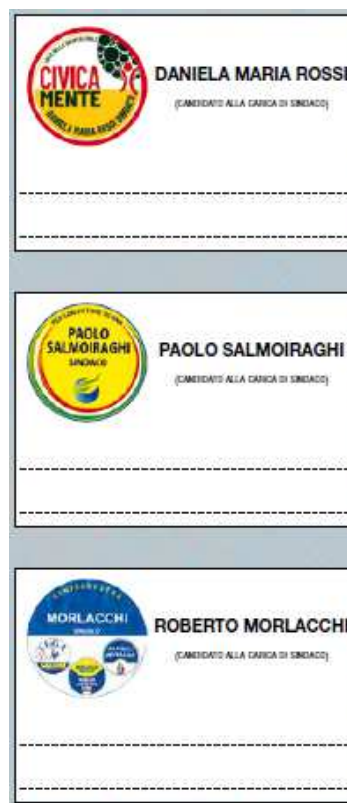 CIVICA
MENTE
DANIELA MARIA ROSSI
(CANDIDATO ALLA CARICA DI SINDACO)
PAOLO
SALMOIRAGHI
SINDACO
PAOLO SALMOIRAGHI
(CANDIDATO ALLA CARICA DI SINDACO)
MORLACCHI
ROBERTO MORLACCHI
(CANDIDATO ALLA CARICA DI SINDACO)